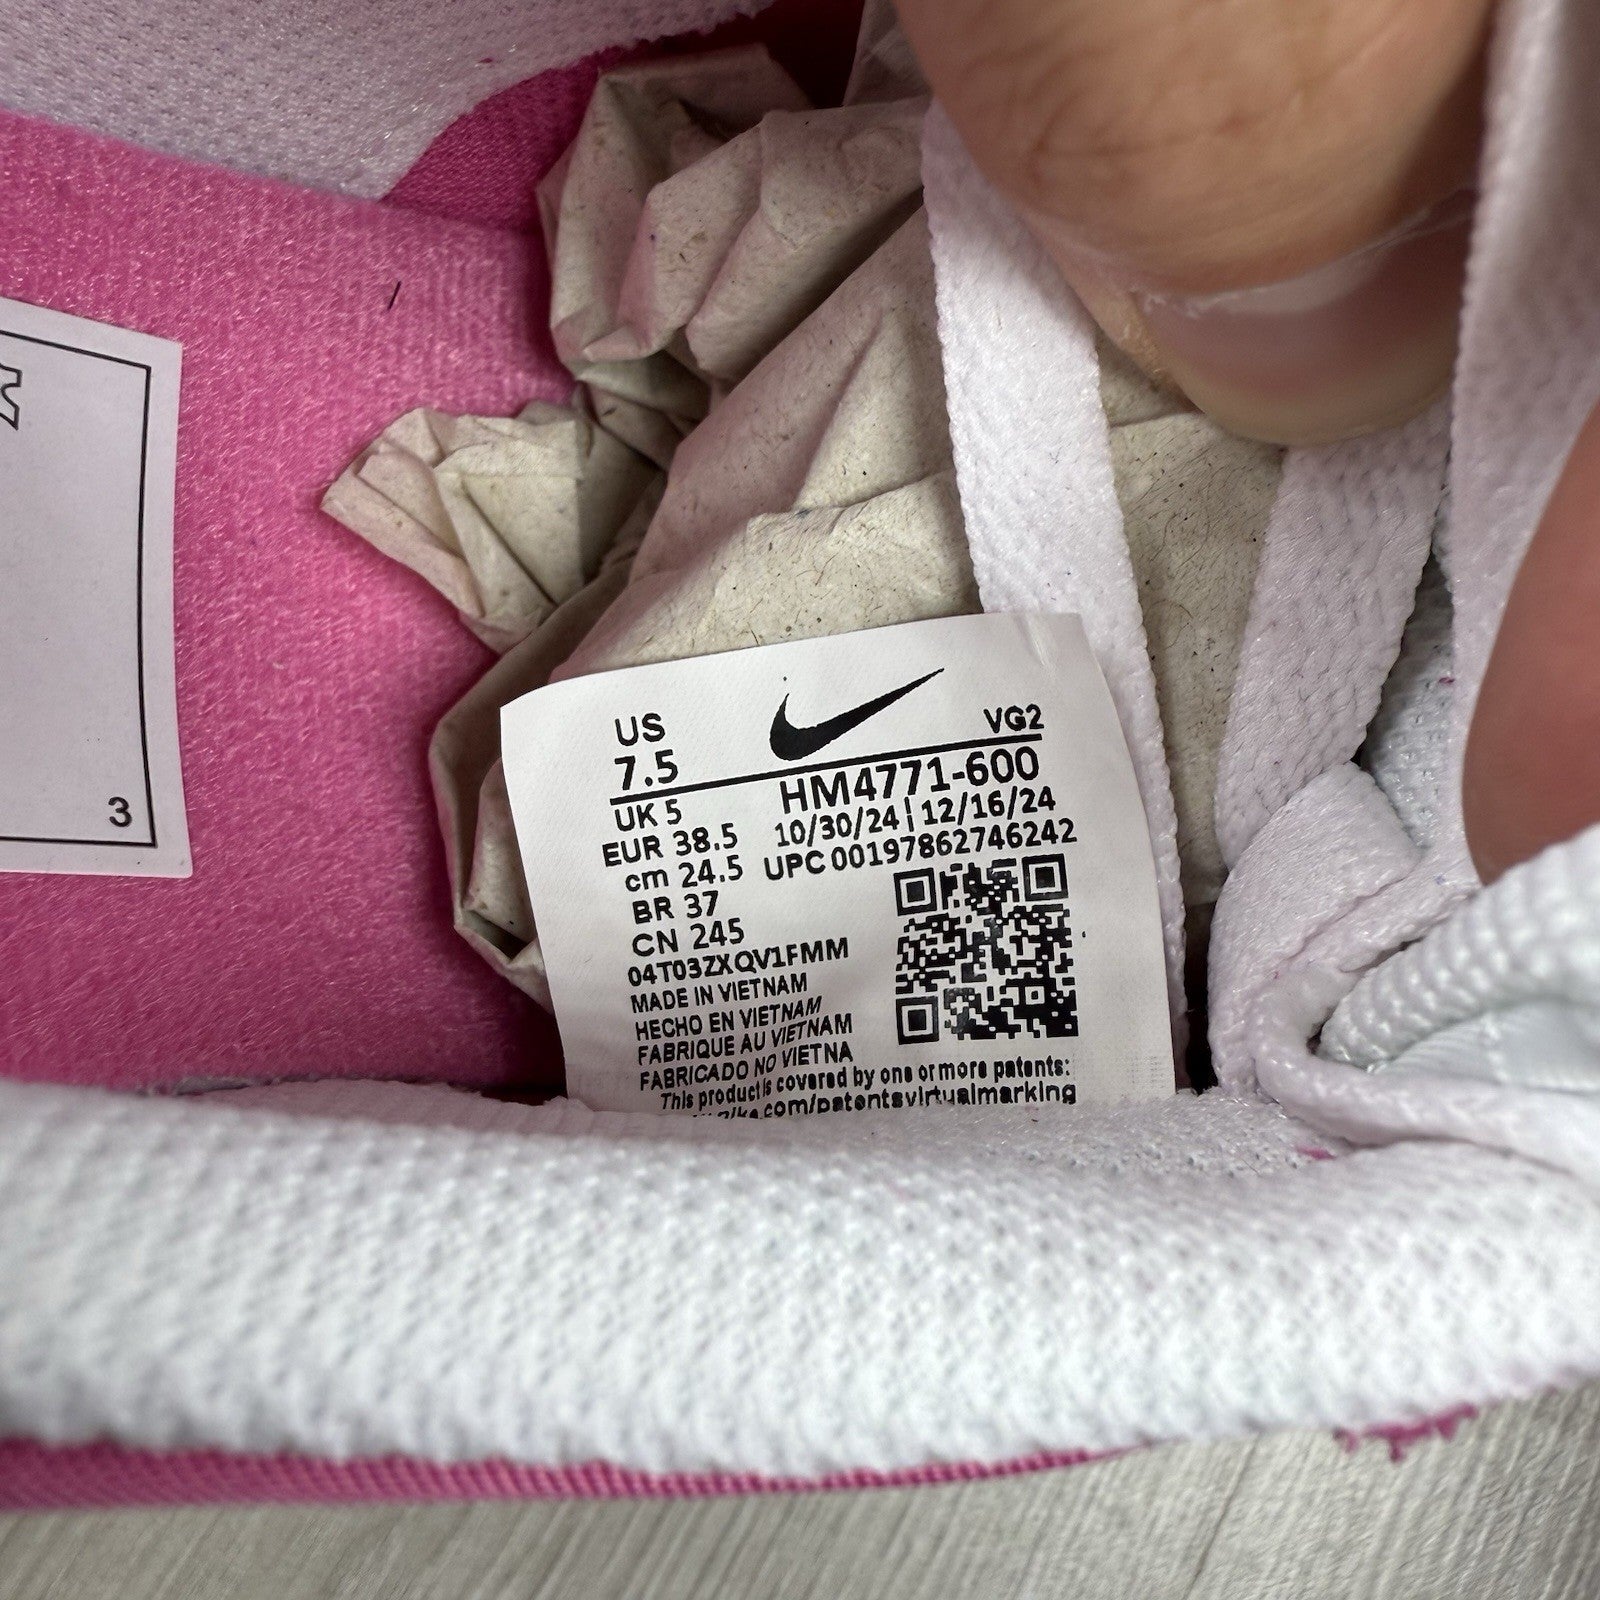 US
7.5
VG2
HM4771-600
UK 5
10/30/24 | 12/16/24
EUR 38.5
UPC 00197862746242
cm 24.5
BR 37
CN 245
04T03ZXQV1FMM
MADE IN VIETNAM
HECHO EN VIETNAM
FABRIQUE AU VIETNAM
FABRICADO NO VIETNA
This product is covered by one or more patents:
.com/patentsvirtualmarking
3